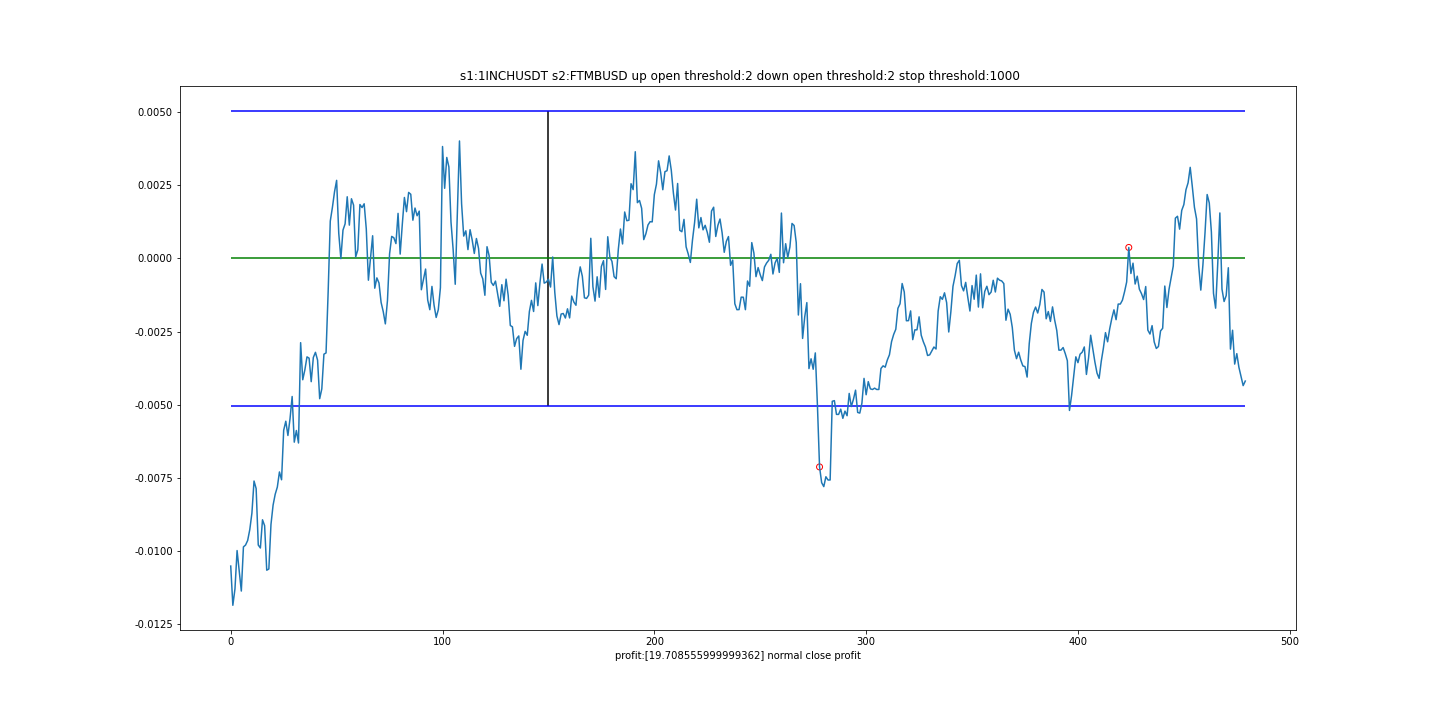 s1:1INCHUSDT s2:FTMBUSD up open threshold:2 down open threshold:2 stop threshold:1000
0.0050
0.0025
0.0000
-0.0025
-0.0050
-0.0075
-0.0100
-0.0125
0 100 200 300 400 500
profit:[19.708555999999362] normal close profit